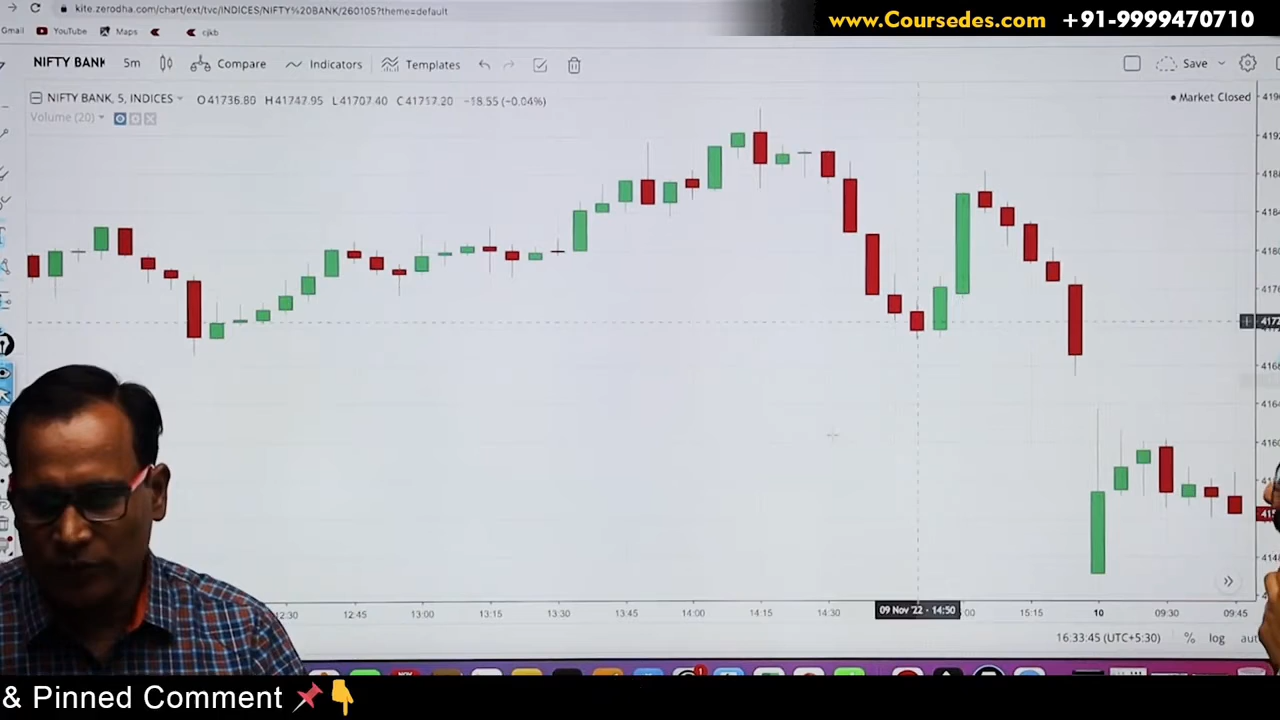 kite.zerodha.com/chart/ext/tvc/INDICES/NIFTY%20BANK/260105?theme=default
www.Coursedes.com +91-9999470710
Gmail YouTube Maps cjkb
NIFTY BANK 5m Compare Indicators Templates Save
NIFTY BANK, 5, INDICES O41736.80 H41747.95 L41707.40 C41717.20 −18.55 (−0.04%)
Market Closed
Volume (20)
12:30 12:45 13:00 13:15 13:30 13:45 14:00 14:15 14:30 09 Nov '22 - 14:50 :00 15:15 10 09:30 09:45
16:33:45 (UTC+5:30) % log
& Pinned Comment 📌👇